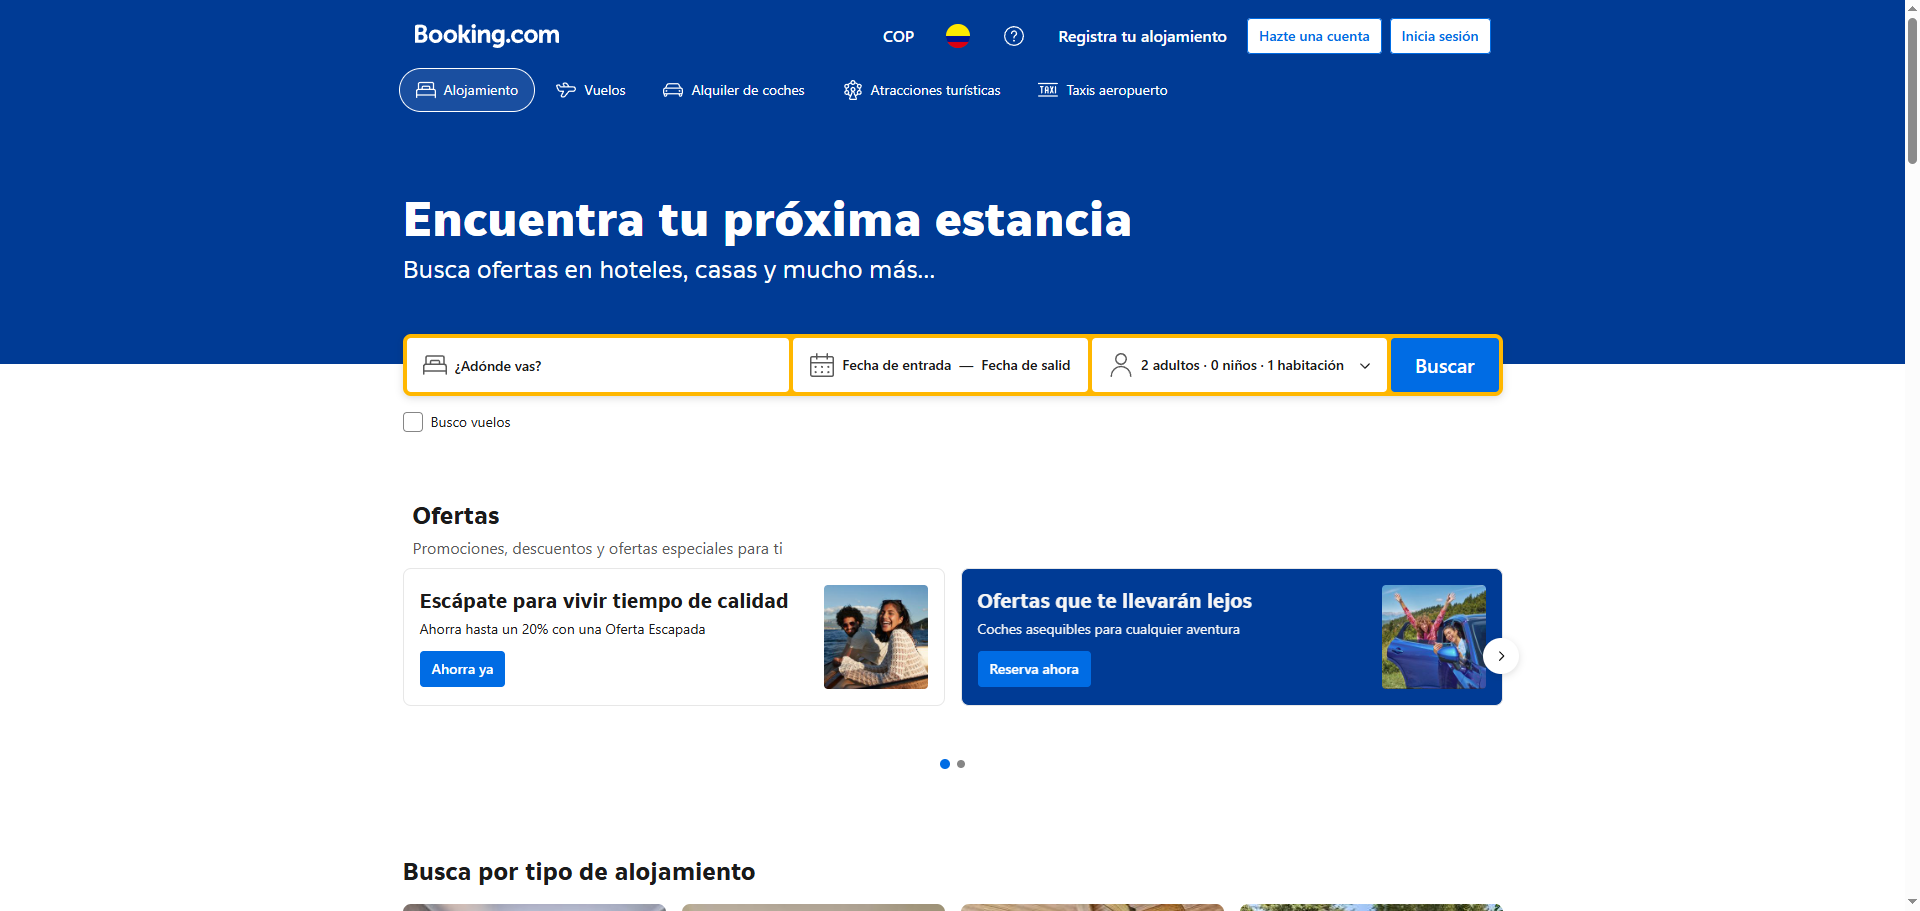 Booking.com
COP
Registra tu alojamiento
Hazte una cuenta
Inicia sesión
Alojamiento
Vuelos
Alquiler de coches
Atracciones turísticas
TAXI
Taxis aeropuerto
Encuentra tu próxima estancia
Busca ofertas en hoteles, casas y mucho más...
¿Adónde vas?
Fecha de entrada — Fecha de salid
2 adultos · 0 niños · 1 habitación
Buscar
Busco vuelos
Ofertas
Promociones, descuentos y ofertas especiales para ti
Escápate para vivir tiempo de calidad
Ahorra hasta un 20% con una Oferta Escapada
Ahorra ya
Ofertas que te llevarán lejos
Coches asequibles para cualquier aventura
Reserva ahora
Busca por tipo de alojamiento